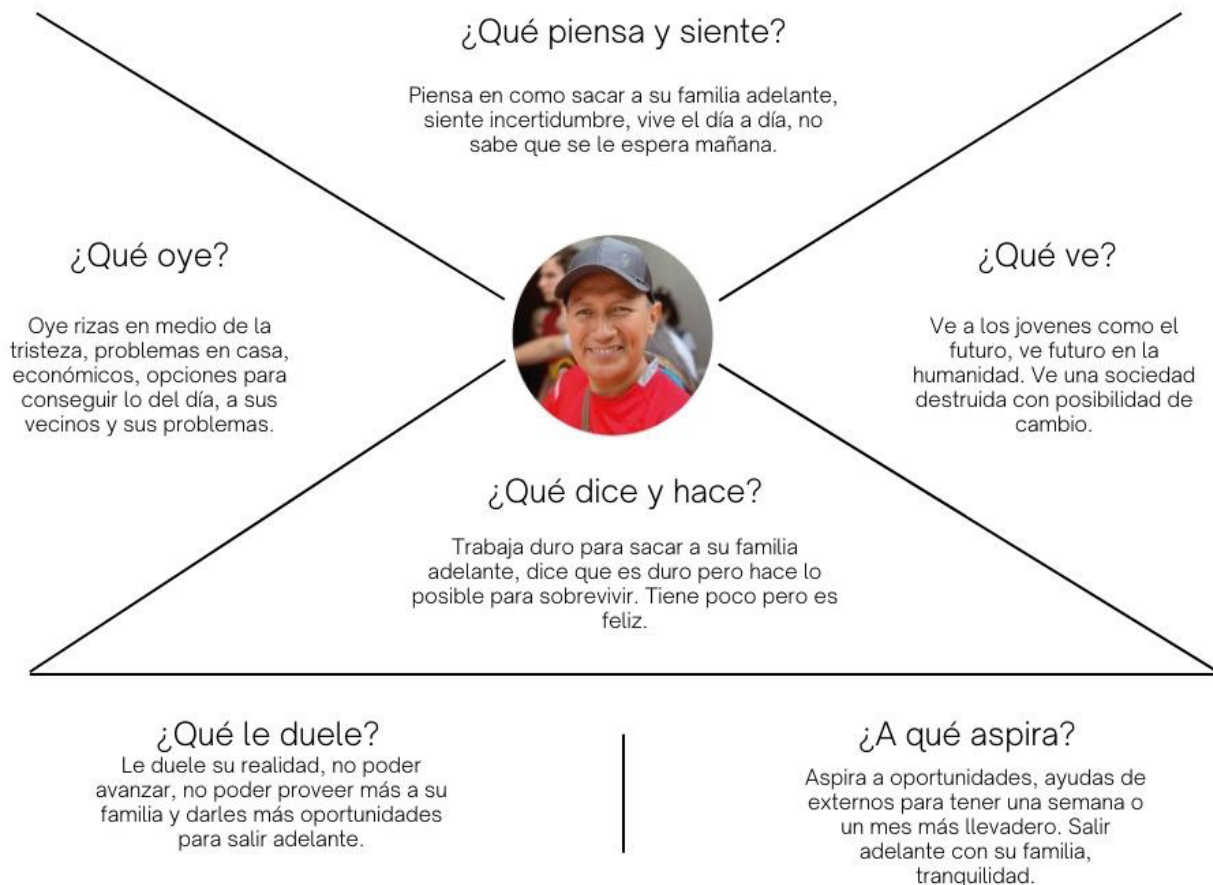 ¿Qué piensa y siente?
Piensa en como sacar a su familia adelante,
siente incertidumbre, vive el día a día, no
sabe que se le espera mañana.
¿Qué oye?
Oye rizas en medio de la
tristeza, problemas en casa,
económicos, opciones para
conseguir lo del día, a sus
vecinos y sus problemas.
¿Qué ve?
Ve a los jovenes como el
futuro, ve futuro en la
humanidad. Ve una sociedad
destruida con posibilidad de
cambio.
¿Qué dice y hace?
Trabaja duro para sacar a su familia
adelante, dice que es duro pero hace lo
posible para sobrevivir. Tiene poco pero es
feliz.
¿Qué le duele?
Le duele su realidad, no poder
avanzar, no poder proveer más a su
familia y darles más oportunidades
para salir adelante.
¿A qué aspira?
Aspira a oportunidades, ayudas de
externos para tener una semana o
un mes más llevadero. Salir
adelante con su familia,
tranquilidad.